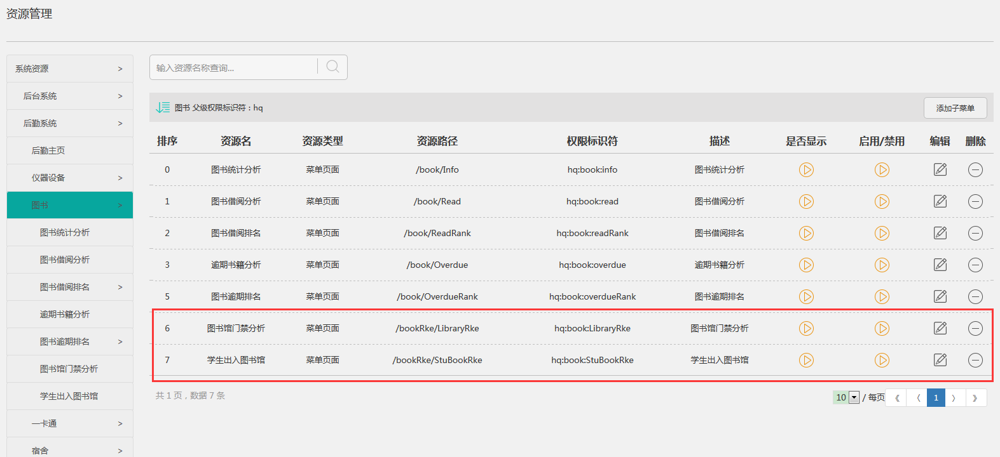 资源管理
系统资源 >
后台系统 >
后勤系统 >
后勤主页
仪器设备 >
图书 >
图书统计分析
图书借阅分析
图书借阅排名 >
逾期书籍分析
图书逾期排名 >
图书馆门禁分析
学生出入图书馆
一卡通 >
宿舍 >
输入资源名称查询...
图书 父级权限标识符：hq
添加子菜单
排序 资源名 资源类型 资源路径 权限标识符 描述 是否显示 启用/禁用 编辑 删除
0 图书统计分析 菜单页面 /book/Info hq:book:info 图书统计分析
1 图书借阅分析 菜单页面 /book/Read hq:book:read 图书借阅分析
2 图书借阅排名 菜单页面 /book/ReadRank hq:book:readRank 图书借阅排名
3 逾期书籍分析 菜单页面 /book/Overdue hq:book:overdue 逾期书籍分析
5 图书逾期排名 菜单页面 /book/OverdueRank hq:book:overdueRank 图书逾期排名
6 图书馆门禁分析 菜单页面 /bookRke/LibraryRke hq:book:LibraryRke 图书馆门禁分析
7 学生出入图书馆 菜单页面 /bookRke/StuBookRke hq:book:StuBookRke 学生出入图书馆
共 1 页，数据 7 条
10 / 每页 《 〈 1 〉 》